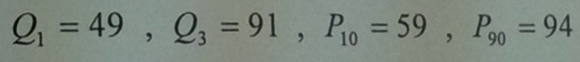 Q₁ = 49 , Q₃ = 91 , P₁₀ = 59 , P₉₀ = 94